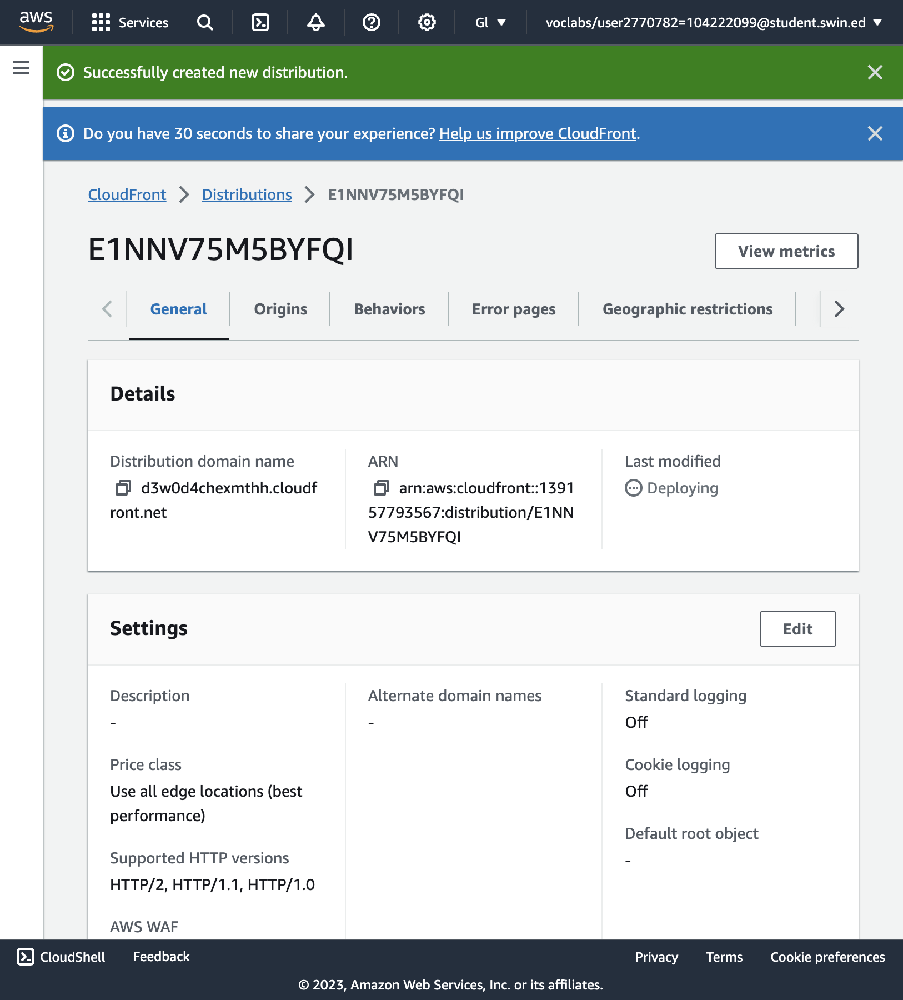 aws
Services
Gl
voclabs/user2770782=104222099@student.swin.ed
Successfully created new distribution.
Do you have 30 seconds to share your experience? Help us improve CloudFront.
CloudFront
Distributions
E1NNV75M5BYFQI
E1NNV75M5BYFQI
View metrics
General
Origins
Behaviors
Error pages
Geographic restrictions
Details
Distribution domain name
d3w0d4chexmthh.cloudf
ront.net
ARN
arn:aws:cloudfront::1391
57793567:distribution/E1NN
V75M5BYFQI
Last modified
Deploying
Settings
Edit
Description
-
Price class
Use all edge locations (best
performance)
Supported HTTP versions
HTTP/2, HTTP/1.1, HTTP/1.0
AWS WAF
Alternate domain names
-
Standard logging
Off
Cookie logging
Off
Default root object
-
CloudShell
Feedback
Privacy
Terms
Cookie preferences
© 2023, Amazon Web Services, Inc. or its affiliates.